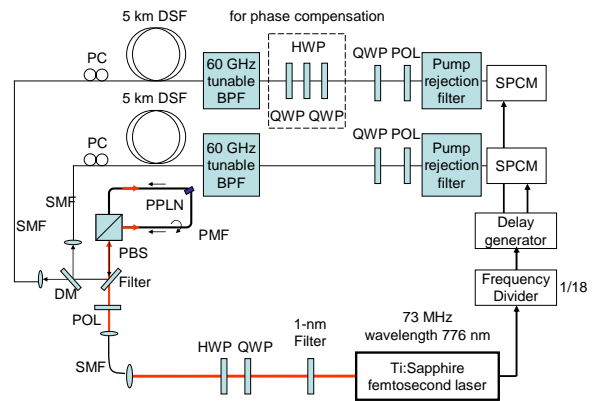 5 km DSF
for phase compensation
PC
60 GHz
tunable
BPF
HWP
QWP QWP
QWP POL
Pump
rejection
filter
SPCM
5 km DSF
PC
60 GHz
tunable
BPF
QWP POL
Pump
rejection
filter
SPCM
SMF
SMF
PPLN
PMF
PBS
DM
Filter
POL
SMF
HWP QWP
1-nm
Filter
73 MHz
wavelength 776 nm
Ti:Sapphire
femtosecond laser
Delay
generator
Frequency
Divider
1/18